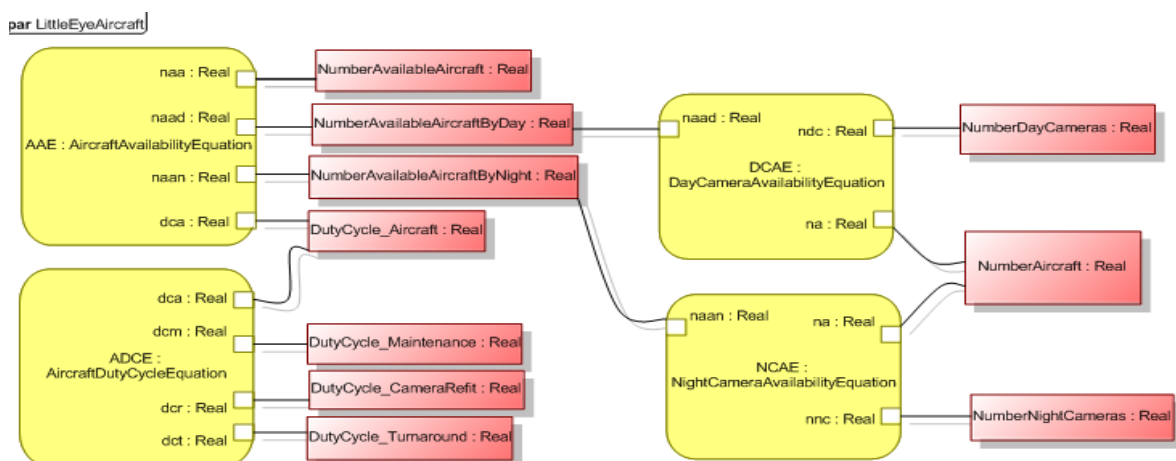 par LittleEyeAircraft
naa : Real
naad : Real
AAE : AircraftAvailabilityEquation
naan : Real
dca : Real
NumberAvailableAircraft : Real
NumberAvailableAircraftByDay : Real
NumberAvailableAircraftByNight : Real
DutyCycle_Aircraft : Real
naad : Real
ndc : Real
DCAE :
DayCameraAvailabilityEquation
na : Real
NumberDayCameras : Real
NumberAircraft : Real
dca : Real
dcm : Real
ADCE :
AircraftDutyCycleEquation
dcr : Real
dct : Real
DutyCycle_Maintenance : Real
DutyCycle_CameraRefit : Real
DutyCycle_Turnaround : Real
naan : Real
na : Real
NCAE :
NightCameraAvailabilityEquation
nnc : Real
NumberNightCameras : Real